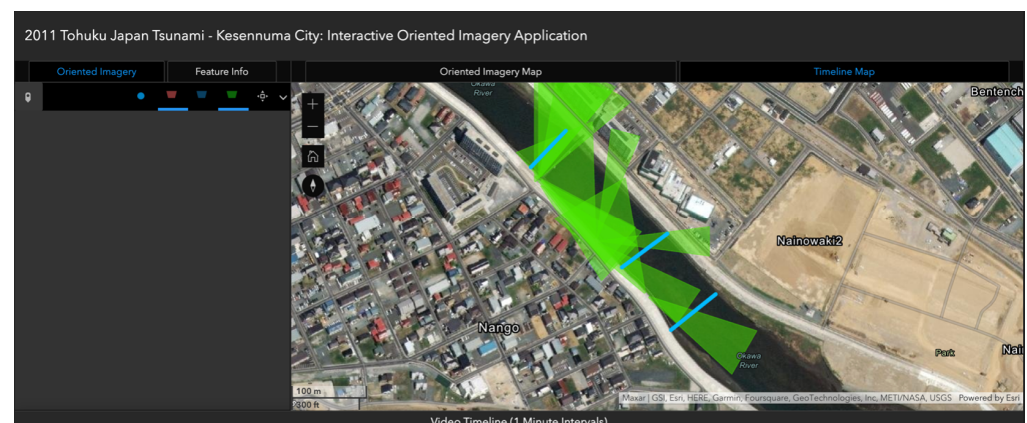 2011 Tohuku Japan Tsunami - Kesennuma City: Interactive Oriented Imagery Application
Oriented Imagery
Feature Info
Oriented Imagery Map
Timeline Map
Okawa
River
Bentench
Nainowaki2
Nango
Okawa
River
Park
Nai
100 m
300 ft
Maxar | GSI, Esri, HERE, Garmin, Foursquare, GeoTechnologies, Inc, METI/NASA, USGS Powered by Esri
Video Timeline (1 Minute Intervals)